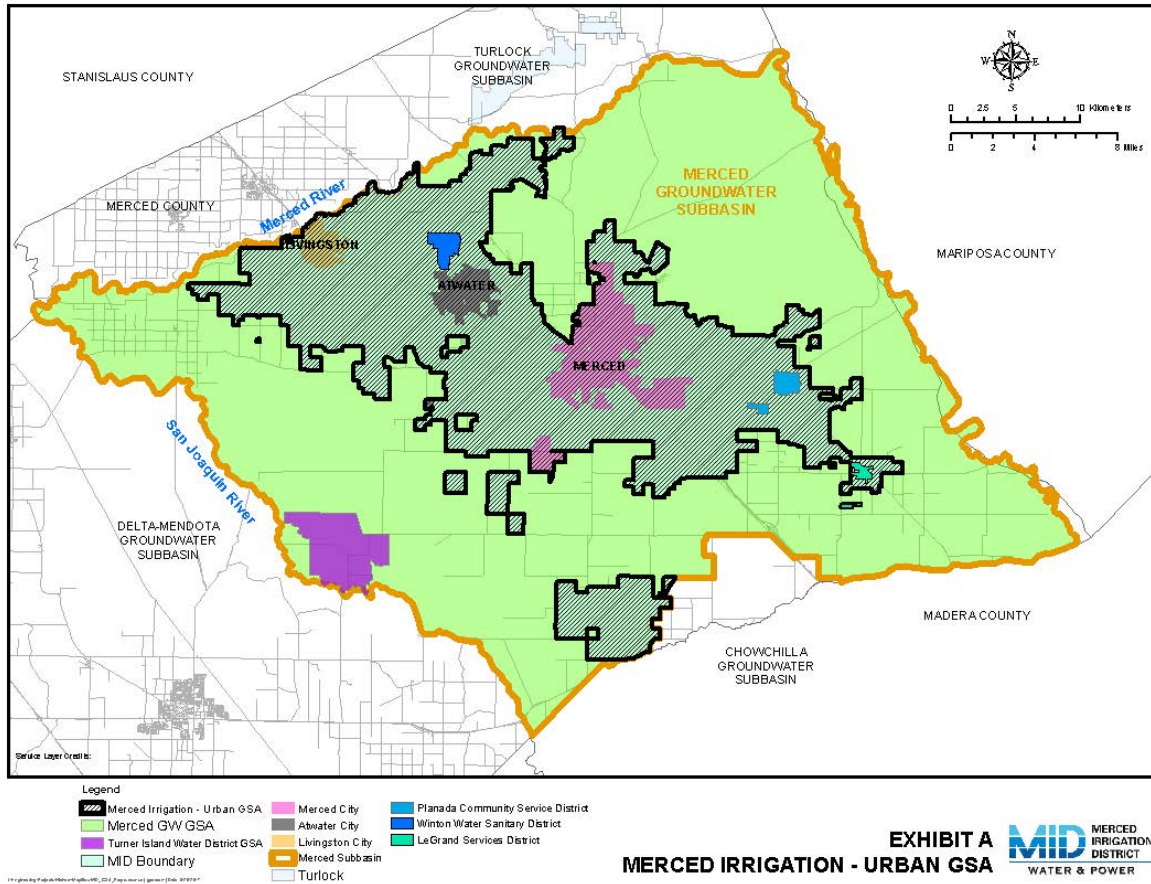 TURLOCK
GROUNDWATER
SUBBASIN
STANISLAUS COUNTY
N
W E
S
0 2.5 5 10 Kilometers
0 2 4 8 Miles
MERCED
GROUNDWATER
SUBBASIN
MERCED COUNTY
Merced River
LIVINGSTON
MARIPOSA COUNTY
ATWATER
MERCED
San Joaquin River
DELTA-MENDOTA
GROUNDWATER
SUBBASIN
MADERA COUNTY
CHOWCHILLA
GROUNDWATER
SUBBASIN
Service Layer Credits:
Legend
Merced Irrigation - Urban GSA
Merced GW GSA
Turner Island Water District GSA
MID Boundary
Merced City
Atwater City
Livingston City
Merced Subbasin
Turlock
Planada Community Service District
Winton Water Sanitary District
LeGrand Services District
EXHIBIT A
MERCED IRRIGATION - URBAN GSA
MID
MERCED
IRRIGATION
DISTRICT
WATER & POWER